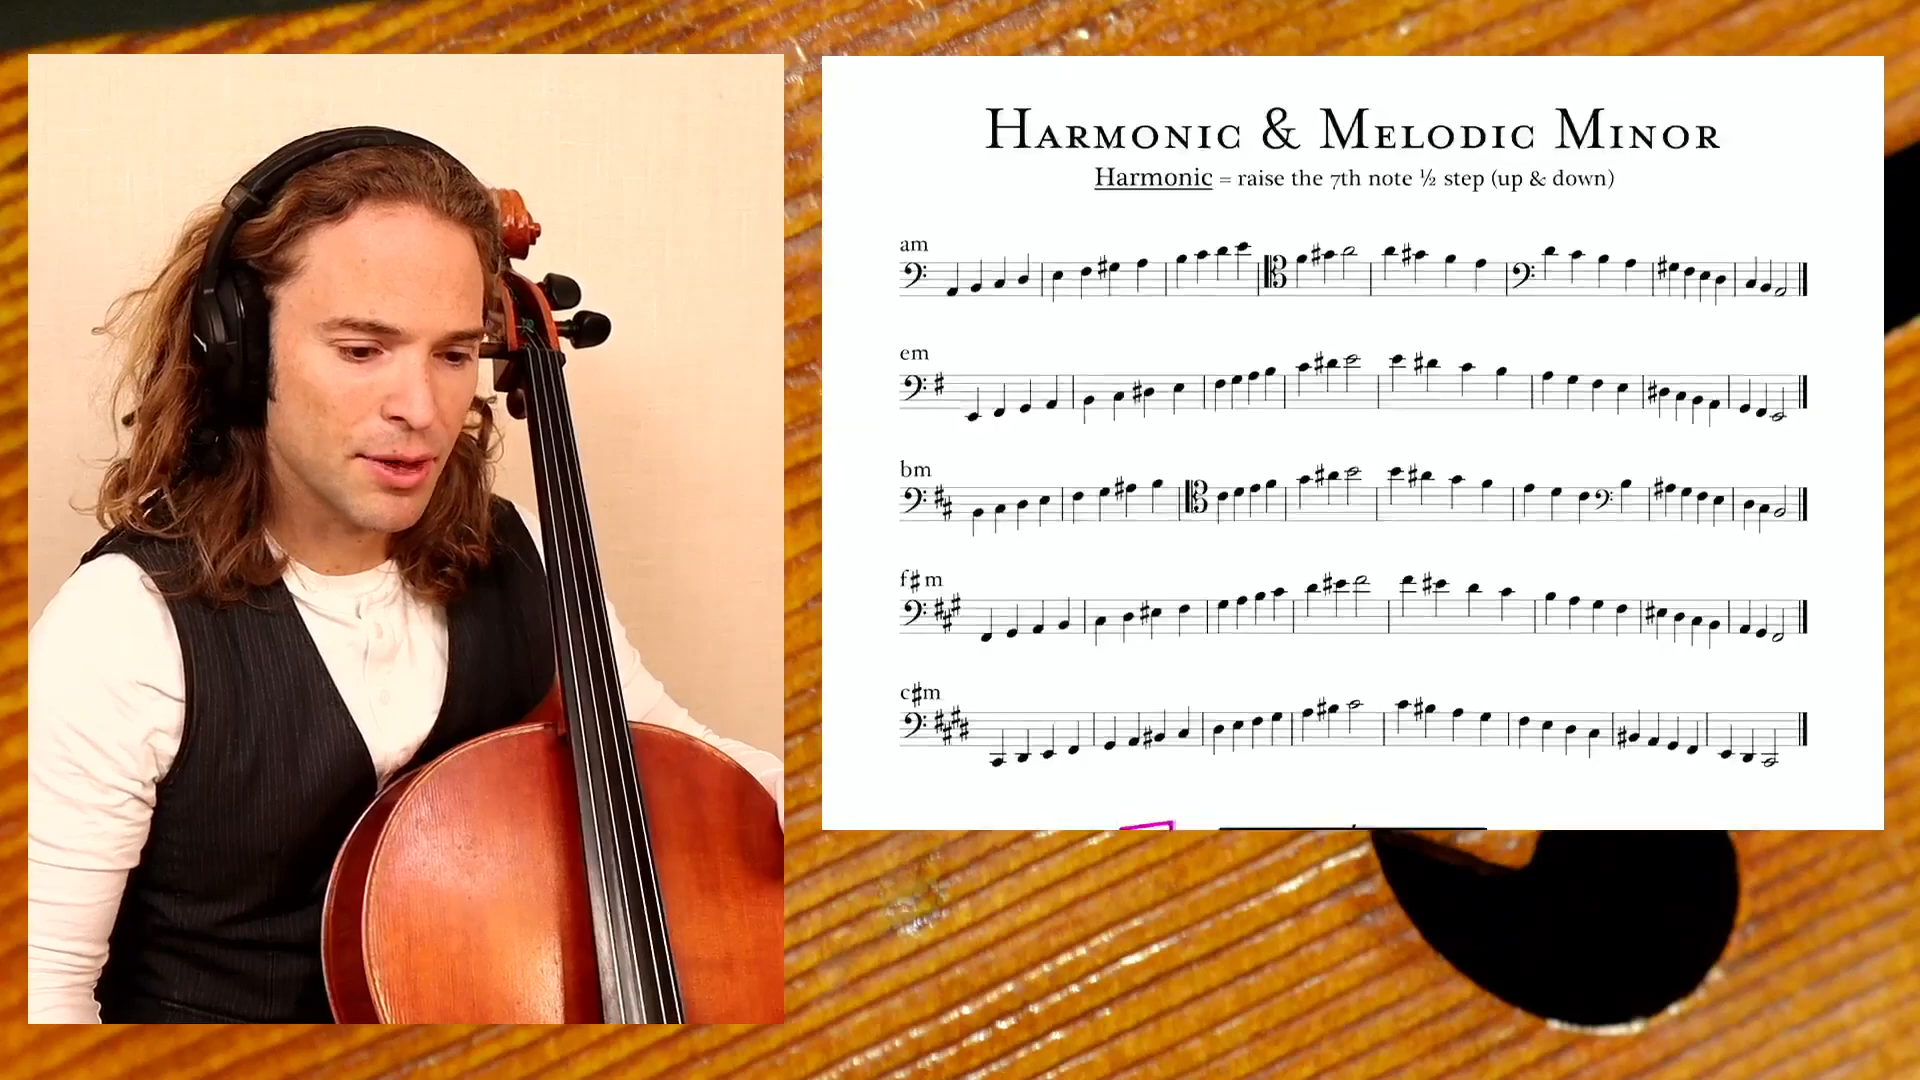 HARMONIC & MELODIC MINOR
Harmonic = raise the 7th note ½ step (up & down)
am
em
bm
f♯m
c♯m